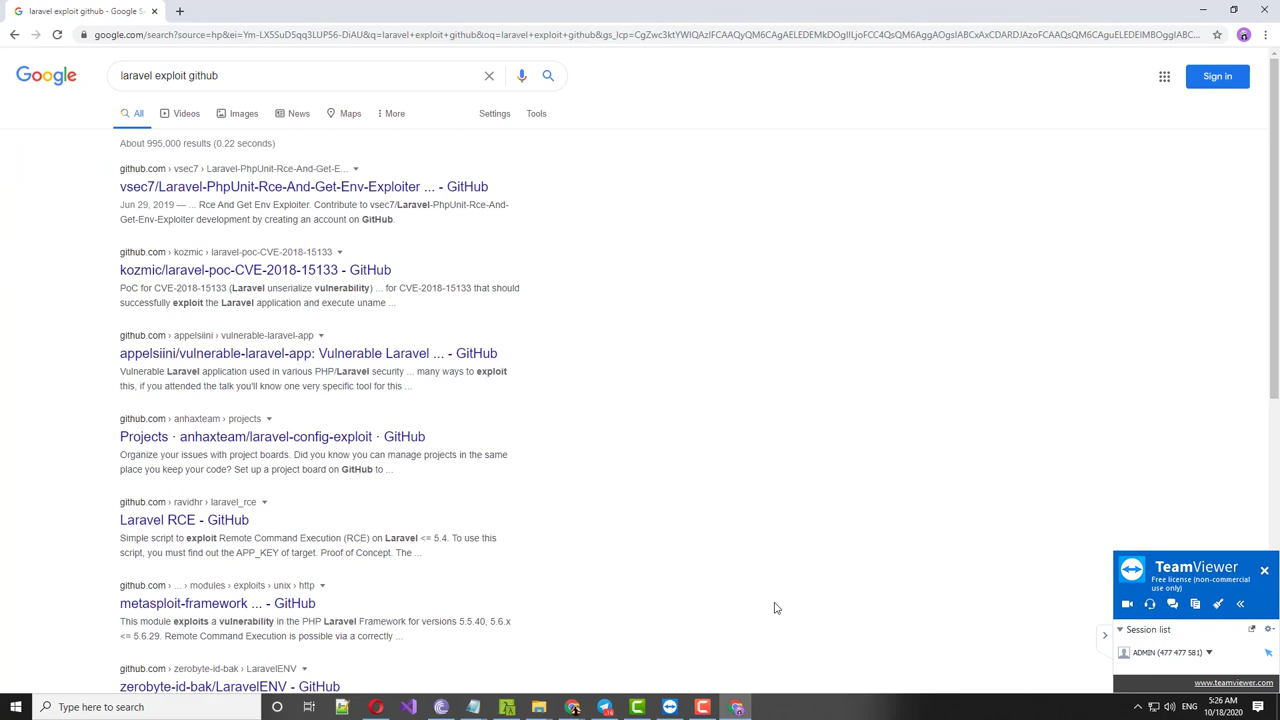 laravel exploit github - Google S
google.com/search?source=hp&ei=Ym-LX5SuD5qq3LUP56-DiAU&q=laravel+exploit+github&oq=laravel+exploit+github&gs_lcp=
Google
laravel exploit github
Sign in
All
Videos
Images
News
Maps
More
Settings
Tools
About 995,000 results (0.22 seconds)
github.com › vsec7 › Laravel-PhpUnit-Rce-And-Get-E...
vsec7/Laravel-PhpUnit-Rce-And-Get-Env-Exploiter ... - GitHub
Jun 29, 2019 — ... Rce And Get Env Exploiter. Contribute to vsec7/Laravel-PhpUnit-Rce-And-
Get-Env-Exploiter development by creating an account on GitHub.
github.com › kozmic › laravel-poc-CVE-2018-15133
kozmic/laravel-poc-CVE-2018-15133 - GitHub
PoC for CVE-2018-15133 (Laravel unserialize vulnerability) ... for CVE-2018-15133 that should
successfully exploit the Laravel application and execute uname ...
github.com › appelsiini › vulnerable-laravel-app
appelsiini/vulnerable-laravel-app: Vulnerable Laravel ... - GitHub
Vulnerable Laravel application used in various PHP/Laravel security ... many ways to exploit
this, if you attended the talk you'll know one very specific tool for this ...
github.com › anhaxteam › projects
Projects · anhaxteam/laravel-config-exploit · GitHub
Organize your issues with project boards. Did you know you can manage projects in the same
place you keep your code? Set up a project board on GitHub to ...
github.com › ravidhr › laravel_rce
Laravel RCE - GitHub
Simple script to exploit Remote Command Execution (RCE) on Laravel <= 5.4. To use this
script, you must find out the APP_KEY of target. Proof of Concept. The ...
github.com › ... › modules › exploits › unix › http
metasploit-framework ... - GitHub
This module exploits a vulnerability in the PHP Laravel Framework for versions 5.5.40, 5.6.x
<= 5.6.29. Remote Command Execution is possible via a correctly ...
github.com › zerobyte-id-bak › LaravelENV
zerobyte-id-bak/LaravelENV - GitHub
TeamViewer
Free license (non-commercial
use only)
Session list
ADMIN (477 477 581)
www.teamviewer.com
Type here to search
ENG
5:26 AM
10/18/2020